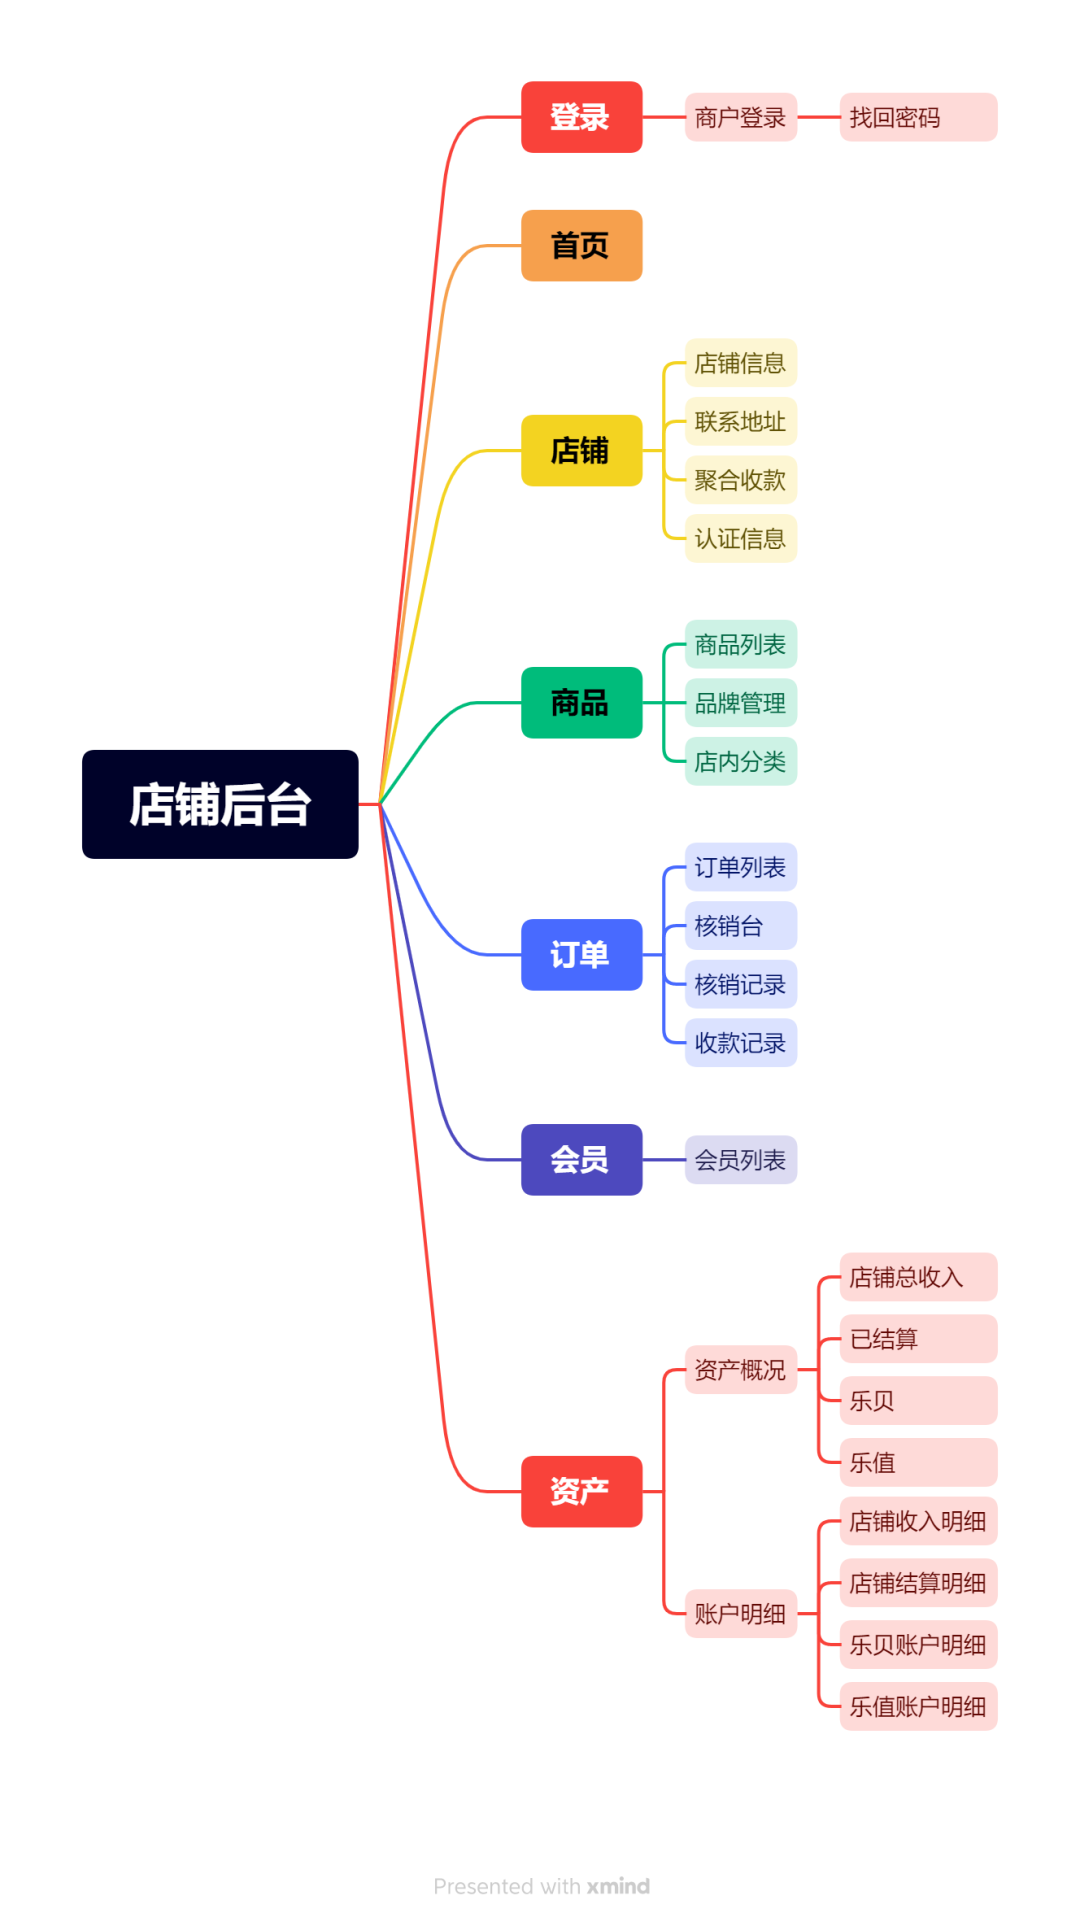 店铺后台
登录
商户登录
找回密码
首页
店铺
店铺信息
联系地址
聚合收款
认证信息
商品
商品列表
品牌管理
店内分类
订单
订单列表
核销台
核销记录
收款记录
会员
会员列表
资产
资产概况
店铺总收入
已结算
乐贝
乐值
账户明细
店铺收入明细
店铺结算明细
乐贝账户明细
乐值账户明细
Presented with xmind